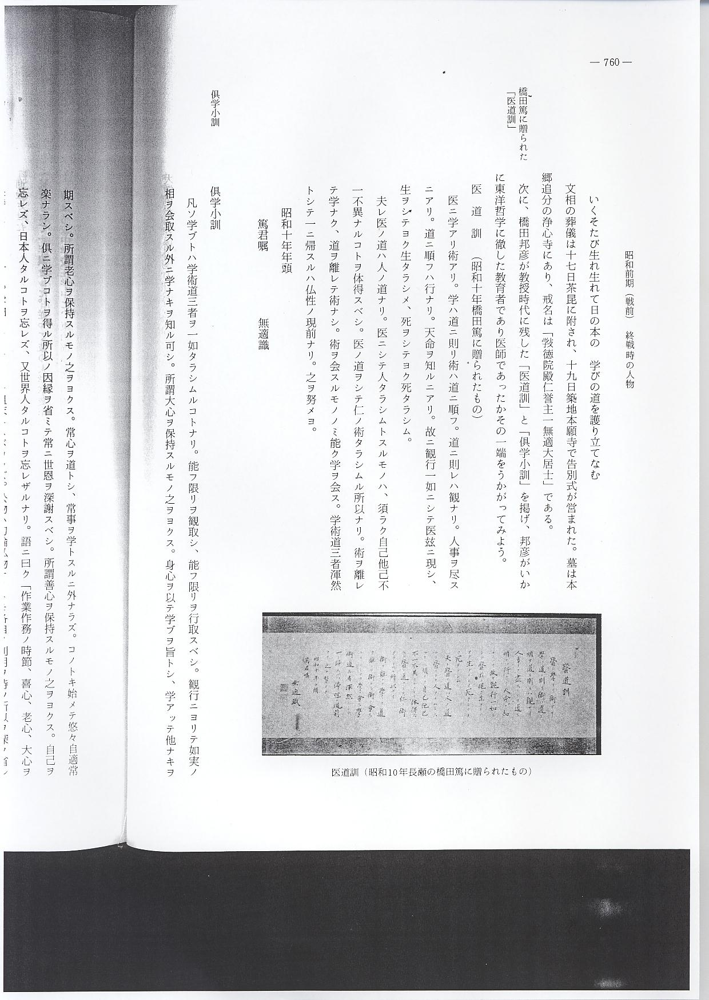 ― 760 ―
昭和前期(戦前) 終戦時の人物
いくそたび生れ生れて日の本の 学びの道を護り立てなむ
文相の葬儀は十七日茶毘に附され、十九日築地本願寺で告別式が営まれた。墓は本
郷追分の浄心寺にあり、戒名は「敩徳院殿仁誉主一無適大居士」である。
橋田篤に贈られた
「医道訓」
次に、橋田邦彦が教授時代に残した「医道訓」と「倶学小訓」を掲げ、邦彦がいか
に東洋哲学に徹した教育者であり医師であったかその一端をうかがってみよう。
医道訓 (昭和十年橋田篤に贈られたもの)
医ニ学アリ術アリ。学ハ道ニ則リ術ハ道ニ順フ。道ニ則レハ観ナリ。人事ヲ尽ス
ニアリ。道ニ順フハ行ナリ。天命ヲ知ルニアリ。故ニ観行一如ニシテ医玆ニ現シ、
生ヲシテヨク生タラシメ、死ヲシテヨク死タラシム。
夫レ医ノ道ハ人ノ道ナリ。医ニシテ人タラシムトスルモノハ、須ラク自己他己不
一不異ナルコトヲ体得スベシ。医ノ道ヲシテ仁ノ術タラシムル所以ナリ。術ヲ離レ
テ学ナク、道ヲ離レテ術ナシ。術ヲ会スルモノノミ能ク学ヲ会ス。学術道三者渾然
トシテ一ニ帰スルハ仏性ノ現前ナリ。之ヲ努メヨ。
昭和十年年頭
篤君嘱 無適識
醫道訓
医道訓(昭和10年長瀬の橋田篤に贈られたもの)
倶学小訓
倶学小訓
凡ソ学ブトハ学術道三者ヲ一如タラシムルコトナリ。能フ限リヲ観取シ、能フ限リヲ行取スベシ。観行ニヨリテ如実ノ
相ヲ会取スル外ニ学ナキヲ知ル可シ。所謂大心ヲ保持スルモノ之ヲヨクス。身心ヲ以テ学ブヲ旨トシ、学アッテ他ナキヲ
期スベシ。所謂老心ヲ保持スルモノ之ヲヨクス。常心ヲ道トシ、常事ヲ学トスルニ外ナラズ。コノトキ始メテ悠々自適常
楽ナラン。倶ニ学ブコトヲ得ル所以ノ因縁ヲ省ミテ常ニ世恩ヲ深謝スベシ。所謂善心ヲ保持スルモノ之ヲヨクス。自己ヲ
忘レズ、日本人タルコトヲ忘レズ、又世界人タルコトヲ忘レザルナリ。語ニ曰ク「作業作務ノ時節、喜心、老心、大心ヲ